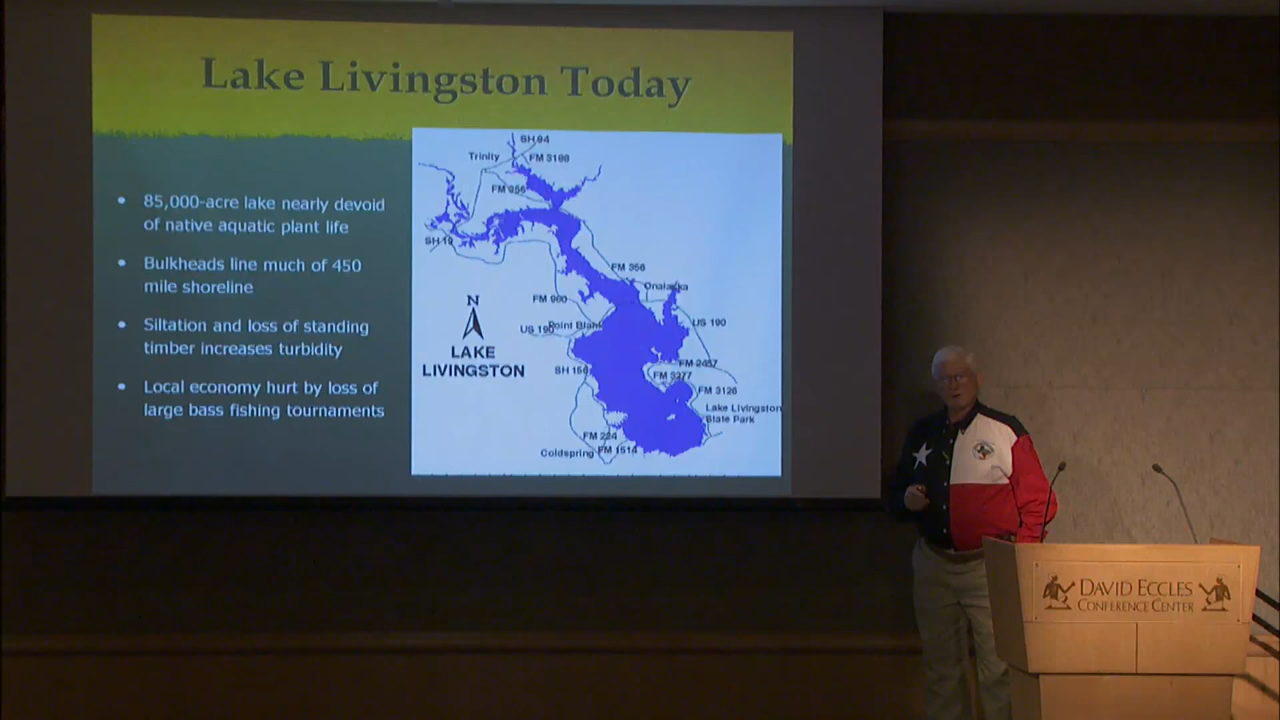 Lake Livingston Today
• 85,000-acre lake nearly devoid
of native aquatic plant life
• Bulkheads line much of 450
mile shoreline
• Siltation and loss of standing
timber increases turbidity
• Local economy hurt by loss of
large bass fishing tournaments
SH 94
Trinity
FM 3188
FM 356
SH 19
FM 356
Onalaska
FM 980
Point Blank
US 190
US 190
N
LAKE
LIVINGSTON
SH 156
FM 2457
FM 3277
FM 3126
Lake Livingston
State Park
FM 224
Coldspring
FM 1514
DAVID ECCLES
CONFERENCE CENTER